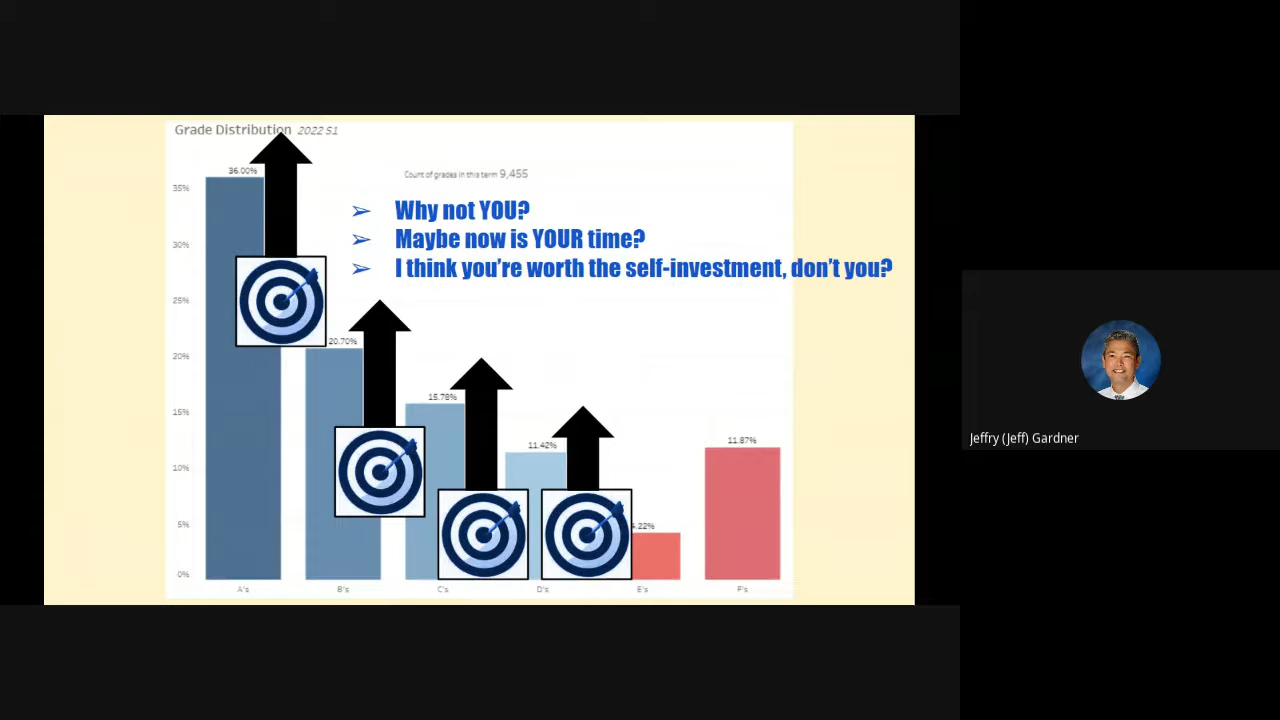 Grade Distribution 2022 S1
36.00%
Count of grades in this term 9,455
35%
➢ Why not YOU?
➢ Maybe now is YOUR time?
30%
➢ I think you're worth the self-investment, don't you?
25%
20.70%
20%
15.78%
15%
11.42%
11.87%
Jeffry (Jeff) Gardner
10%
5%
4.22%
0%
A's B's C's D's E's F's